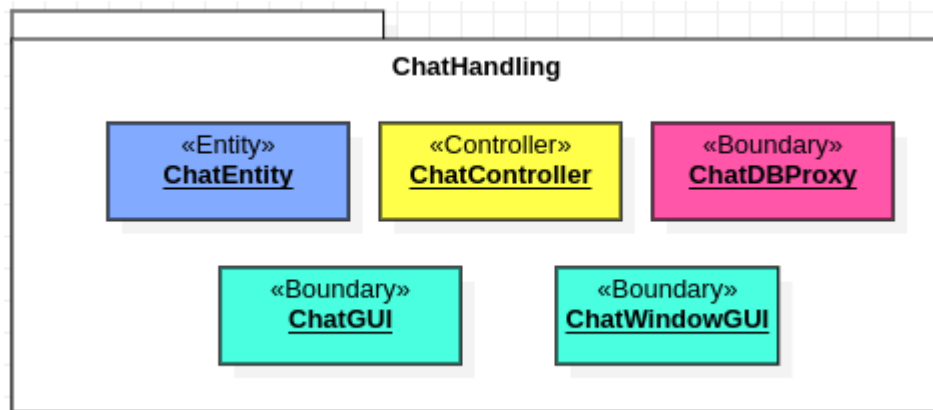 ChatHandling
«Entity»
ChatEntity
«Controller»
ChatController
«Boundary»
ChatDBProxy
«Boundary»
ChatGUI
«Boundary»
ChatWindowGUI